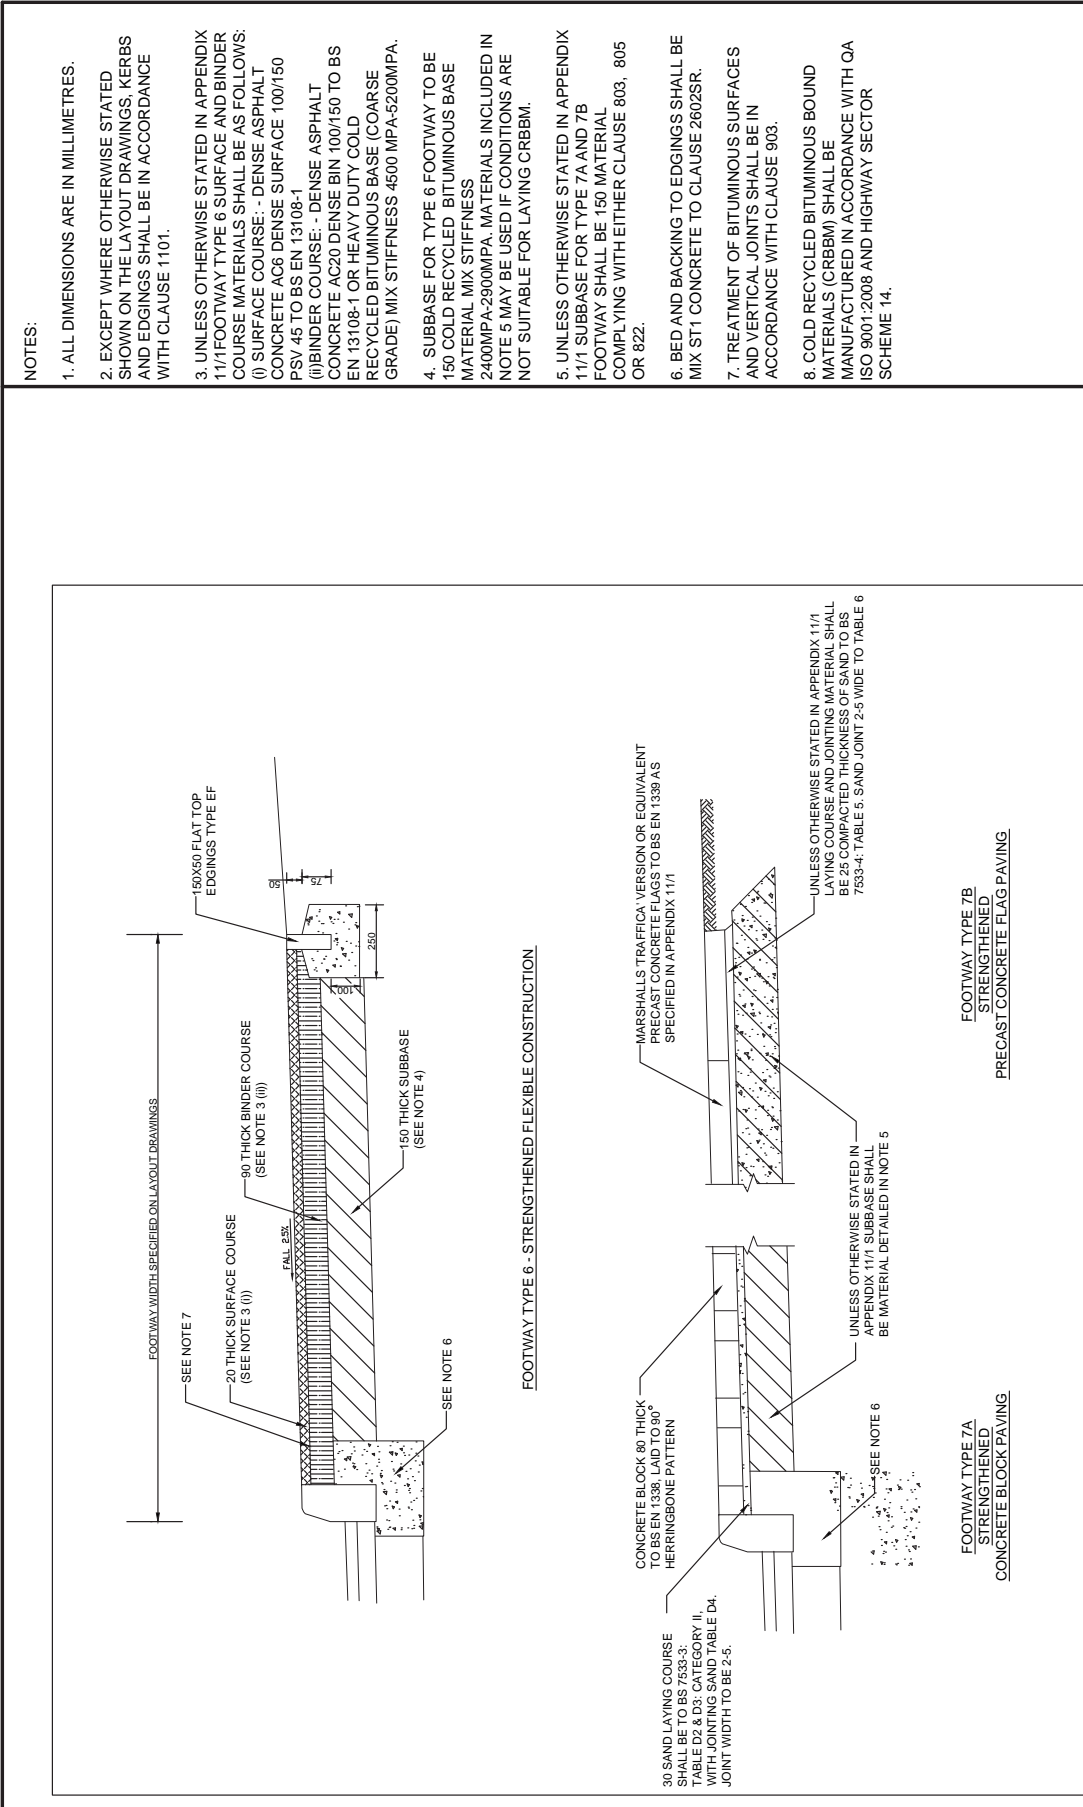 NOTES:
1. ALL DIMENSIONS ARE IN MILLIMETRES.
2. EXCEPT WHERE OTHERWISE STATED
SHOWN ON THE LAYOUT DRAWINGS, KERBS
AND EDGINGS SHALL BE IN ACCORDANCE
WITH CLAUSE 1101.
3. UNLESS OTHERWISE STATED IN APPENDIX
11/1FOOTWAY TYPE 6 SURFACE AND BINDER
COURSE MATERIALS SHALL BE AS FOLLOWS:
(i) SURFACE COURSE: - DENSE ASPHALT
CONCRETE AC6 DENSE SURFACE 100/150
PSV 45 TO BS EN 13108-1
(ii)BINDER COURSE: - DENSE ASPHALT
CONCRETE AC20 DENSE BIN 100/150 TO BS
EN 13108-1 OR HEAVY DUTY COLD
RECYCLED BITUMINOUS BASE (COARSE
GRADE) MIX STIFFNESS 4500 MPA-5200MPA.
4. SUBBASE FOR TYPE 6 FOOTWAY TO BE
150 COLD RECYCLED BITUMINOUS BASE
MATERIAL MIX STIFFNESS
2400MPA-2900MPA. MATERIALS INCLUDED IN
NOTE 5 MAY BE USED IF CONDITIONS ARE
NOT SUITABLE FOR LAYING CRBBM.
5. UNLESS OTHERWISE STATED IN APPENDIX
11/1 SUBBASE FOR TYPE 7A AND 7B
FOOTWAY SHALL BE 150 MATERIAL
COMPLYING WITH EITHER CLAUSE 803, 805
OR 822.
6. BED AND BACKING TO EDGINGS SHALL BE
MIX ST1 CONCRETE TO CLAUSE 2602SR.
7. TREATMENT OF BITUMINOUS SURFACES
AND VERTICAL JOINTS SHALL BE IN
ACCORDANCE WITH CLAUSE 903.
8. COLD RECYCLED BITUMINOUS BOUND
MATERIALS (CRBBM) SHALL BE
MANUFACTURED IN ACCORDANCE WITH QA
ISO 9001:2008 AND HIGHWAY SECTOR
SCHEME 14.
FOOTWAY WIDTH SPECIFIED ON LAYOUT DRAWINGS
SEE NOTE 7
20 THICK SURFACE COURSE
(SEE NOTE 3 (i))
90 THICK BINDER COURSE
(SEE NOTE 3 (ii))
150X50 FLAT TOP
EDGINGS TYPE EF
FALL 2.5%
50
75
100
250
150 THICK SUBBASE
(SEE NOTE 4)
SEE NOTE 6
FOOTWAY TYPE 6 - STRENGTHENED FLEXIBLE CONSTRUCTION
30 SAND LAYING COURSE
SHALL BE TO BS 7533-3:
TABLE D2 & D3: CATEGORY II,
WITH JOINTING SAND TABLE D4.
JOINT WIDTH TO BE 2-5.
CONCRETE BLOCK 80 THICK
TO BS EN 1338. LAID TO 90°
HERRINGBONE PATTERN
SEE NOTE 6
UNLESS OTHERWISE STATED IN
APPENDIX 11/1 SUBBASE SHALL
BE MATERIAL DETAILED IN NOTE 5
FOOTWAY TYPE 7A
STRENGTHENED
CONCRETE BLOCK PAVING
MARSHALLS 'TRAFFICA' VERSION OR EQUIVALENT
PRECAST CONCRETE FLAGS TO BS EN 1339 AS
SPECIFIED IN APPENDIX 11/1
UNLESS OTHERWISE STATED IN APPENDIX 11/1
LAYING COURSE AND JOINTING MATERIAL SHALL
BE 25 COMPACTED THICKNESS OF SAND TO BS
7533-4: TABLE 5. SAND JOINT 2-5 WIDE TO TABLE 6
FOOTWAY TYPE 7B
STRENGTHENED
PRECAST CONCRETE FLAG PAVING